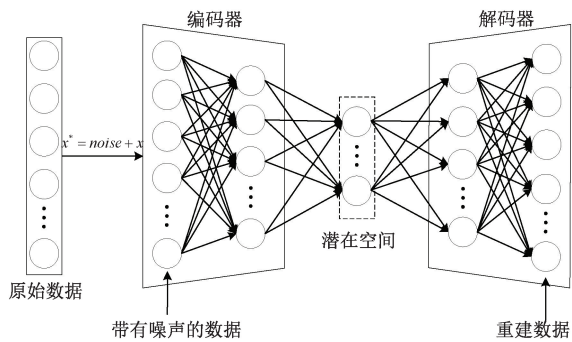 编码器
解码器
x* = noise + x
潜在空间
原始数据
带有噪声的数据
重建数据